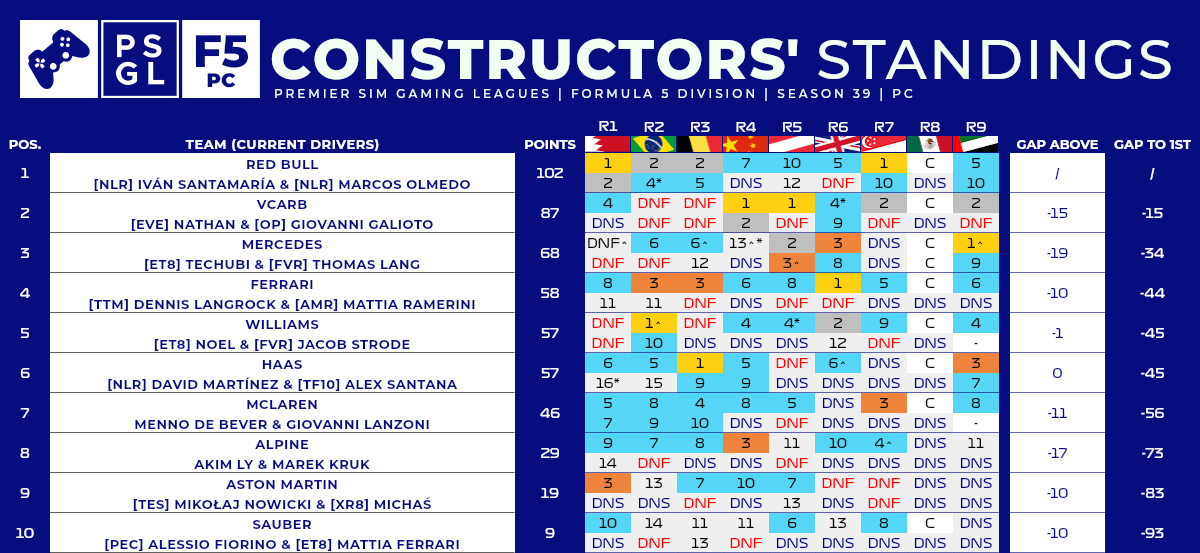 PS GL
F5 PC
CONSTRUCTORS' STANDINGS
PREMIER SIM GAMING LEAGUES | FORMULA 5 DIVISION | SEASON 39 | PC
R1 R2 R3 R4 R5 R6 R7 R8 R9
POS. TEAM (CURRENT DRIVERS) POINTS GAP ABOVE GAP TO 1ST
1 RED BULL 102 1 2 2 7 10 5 1 C 5 / /
[NLR] IVÁN SANTAMARÍA & [NLR] MARCOS OLMEDO 2 4* 5 DNS 12 DNF 10 DNS 10
2 VCARB 87 4 DNF DNF 1 1 4* 2 C 2 -15 -15
[EVE] NATHAN & [OP] GIOVANNI GALIOTO DNS DNF DNF 2 DNF 9 DNF DNS DNF
3 MERCEDES 68 DNF^ 6 6^ 13^* 2 3 DNS C 1^ -19 -34
[ET8] TECHUBI & [FVR] THOMAS LANG DNF DNF 12 DNS 3^ 8 DNS C 9
4 FERRARI 58 8 3 3 6 8 1 5 C 6 -10 -44
[TTM] DENNIS LANGROCK & [AMR] MATTIA RAMERINI 11 11 DNF DNS DNF DNF DNS DNS DNS
5 WILLIAMS 57 DNF 1^ DNF 4 4* 2 9 C 4 -1 -45
[ET8] NOEL & [FVR] JACOB STRODE DNF 10 DNS DNS DNS 12 DNF DNS -
6 HAAS 57 6 5 1 5 DNF 6^ DNS C 3 0 -45
[NLR] DAVID MARTÍNEZ & [TF10] ALEX SANTANA 16* 15 9 9 DNS DNS DNS DNS 7
7 MCLAREN 46 5 8 4 8 5 DNS 3 C 8 -11 -56
MENNO DE BEVER & GIOVANNI LANZONI 7 9 10 DNS DNF DNS DNS DNS -
8 ALPINE 29 9 7 8 3 11 10 4^ DNS 11 -17 -73
AKIM LY & MAREK KRUK 14 DNF DNS DNS DNF DNS DNS DNS DNS
9 ASTON MARTIN 19 3 13 7 10 7 DNF DNF DNS DNS -10 -83
[TES] MIKOŁAJ NOWICKI & [XR8] MICHAŚ DNS DNS DNF DNS 13 DNS DNF DNS DNS
10 SAUBER 9 10 14 11 11 6 13 8 C DNS -10 -93
[PEC] ALESSIO FIORINO & [ET8] MATTIA FERRARI DNS DNF 13 DNF DNS DNS DNS DNS DNS